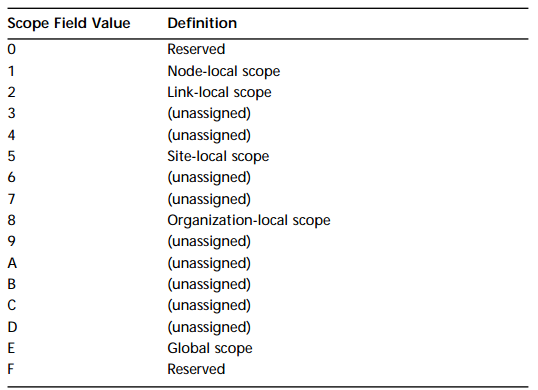 Scope Field Value Definition
0 Reserved
1 Node-local scope
2 Link-local scope
3 (unassigned)
4 (unassigned)
5 Site-local scope
6 (unassigned)
7 (unassigned)
8 Organization-local scope
9 (unassigned)
A (unassigned)
B (unassigned)
C (unassigned)
D (unassigned)
E Global scope
F Reserved